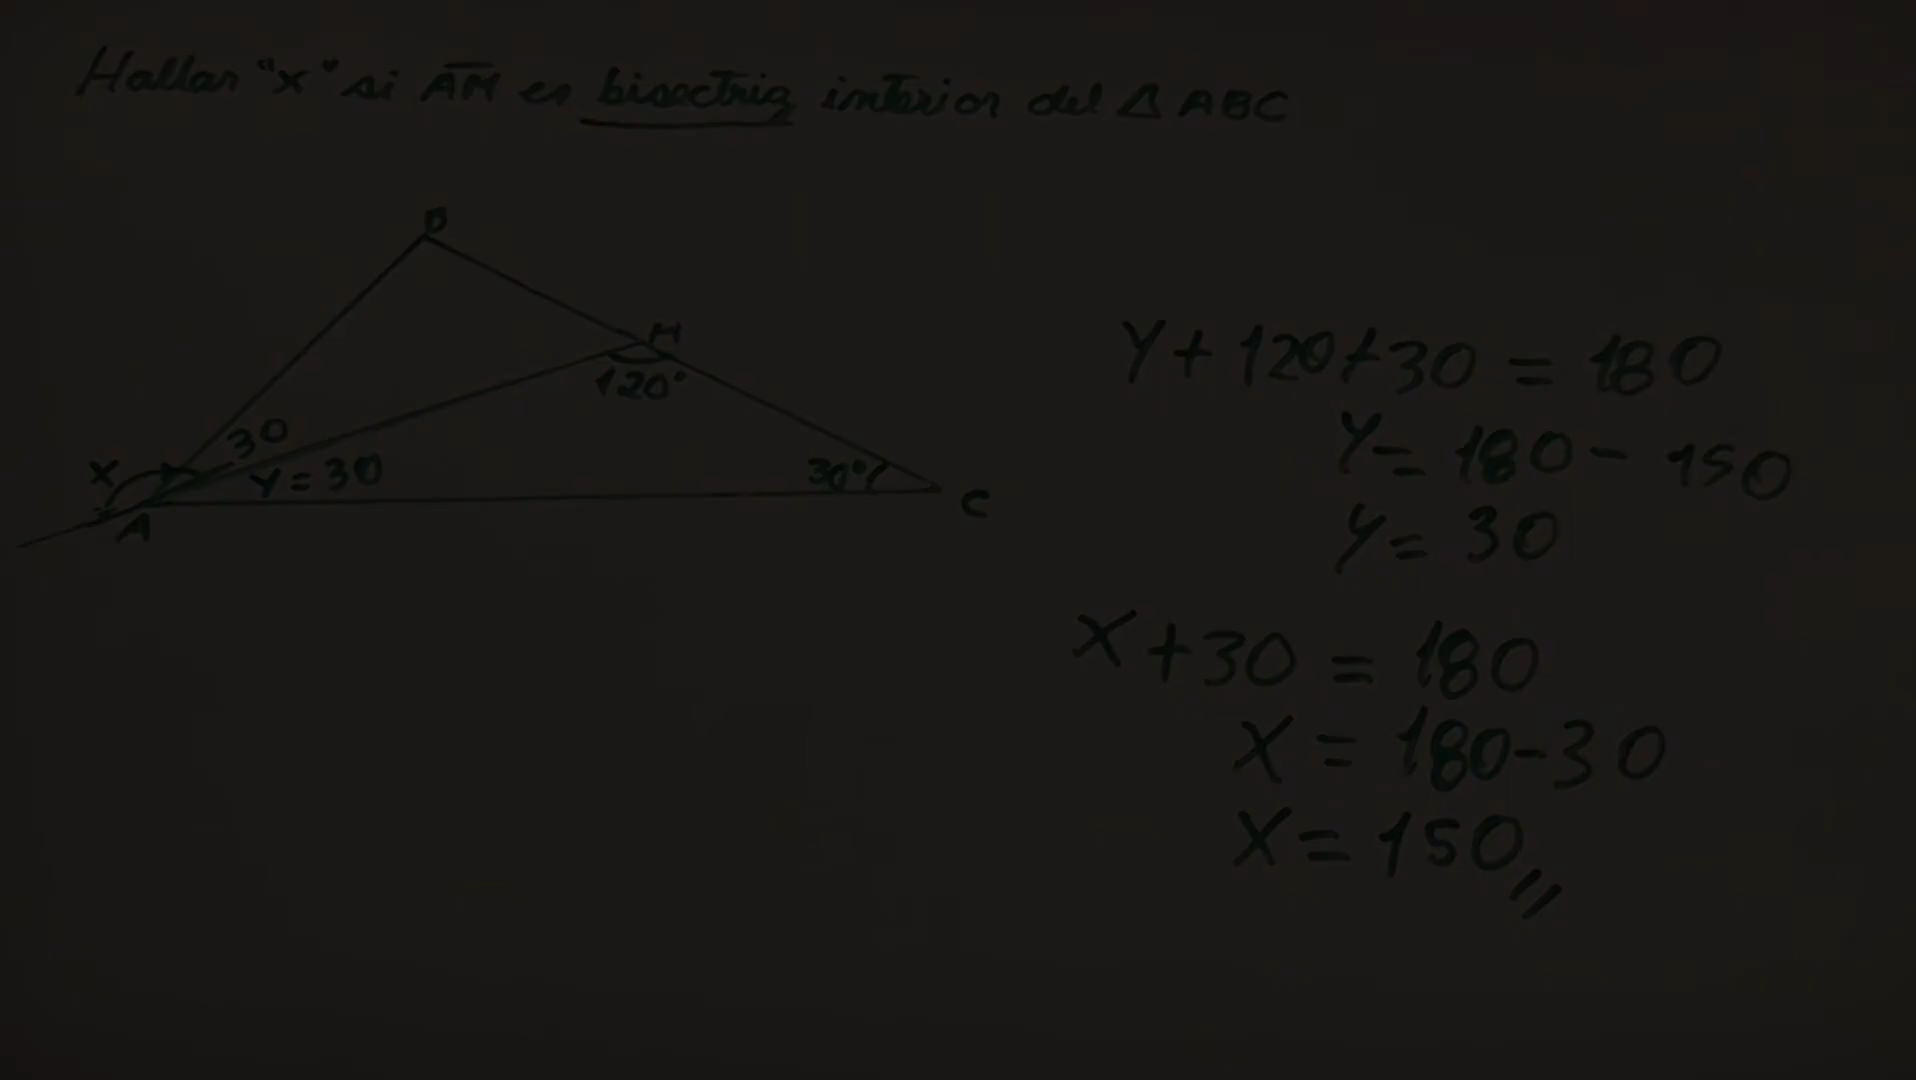 Hallar "x" si AM es bisectriz interior del △ ABC
B
M
120°
30
X
Y = 30
30°
A
C
Y + 120 + 30 = 180
Y = 180 - 150
Y = 30
X + 30 = 180
X = 180 - 30
X = 150